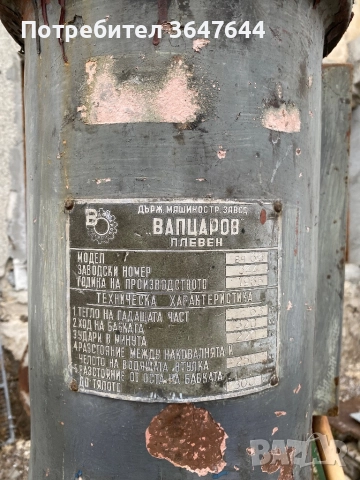 Потребител 3647644
ДЪРЖ. МАШИНОСТР. ЗАВОД
ВАПЦАРОВ
ПЛЕВЕН
МОДЕЛ
ЗАВОДСКИ НОМЕР
ГОДИНА НА ПРОИЗВОДСТВОТО
ТЕХНИЧЕСКА ХАРАКТЕРИСТИКА
1 ТЕГЛО НА ПАДАЩАТА ЧАСТ
2 ХОД НА БАБКАТА
3 УДАРИ В МИНУТА
4 РАЗСТОЯНИЕ МЕЖДУ НАКОВАЛНЯТА И
ЧЕЛОТО НА ВОДЯЩАТА ВТУЛКА
5 РАЗСТОЯНИЕ ОТ ОСТА НА БАБКАТА
ДО ТЯЛОТО
BAZAR